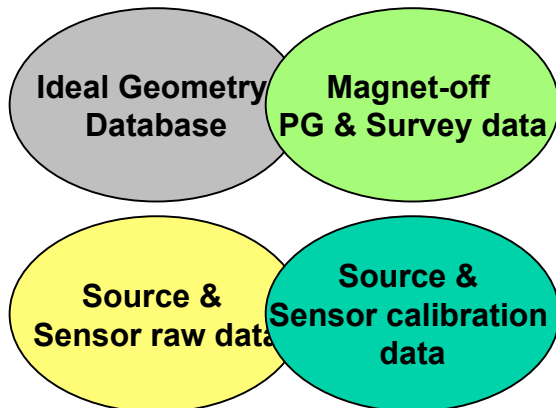 Ideal Geometry
Database
Magnet-off
PG & Survey data
Source &
Sensor raw data
Source &
Sensor calibration
data